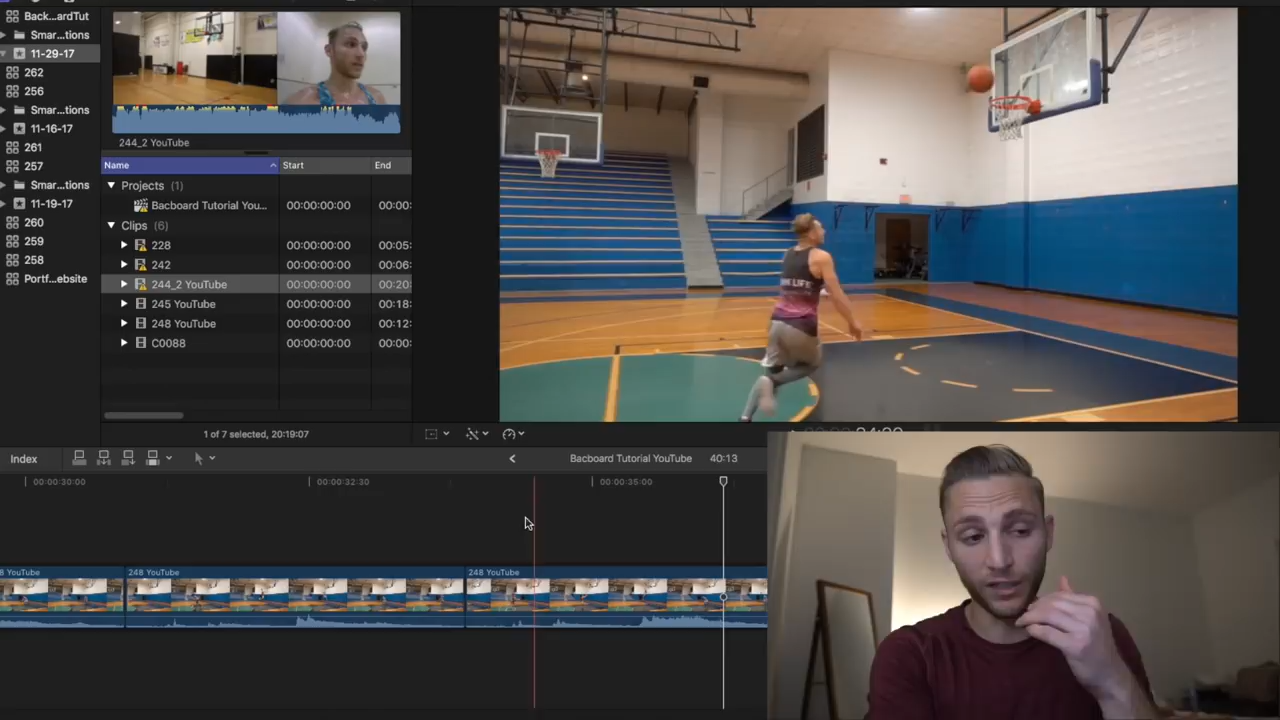 Back...ardTut
Smar...tions
11-29-17
262
256
Smar...tions
11-16-17
261
257
Smar...tions
11-19-17
260
259
258
Portf...ebsite
244_2 YouTube
Name Start End
Projects (1)
Bacboard Tutorial You... 00:00:00:00 00:00:
Clips (6)
228 00:00:00:00 00:05:
242 00:00:00:00 00:06:
244_2 YouTube 00:00:00:00 00:20:
245 YouTube 00:00:00:00 00:18:
248 YouTube 00:00:00:00 00:12:
C0088 00:00:00:00 00:00:
1 of 7 selected, 20:19:07
LIFE
Index
Bacboard Tutorial YouTube 40:13
00:00:30:00 00:00:32:30 00:00:35:00
8 YouTube 248 YouTube 248 YouTube